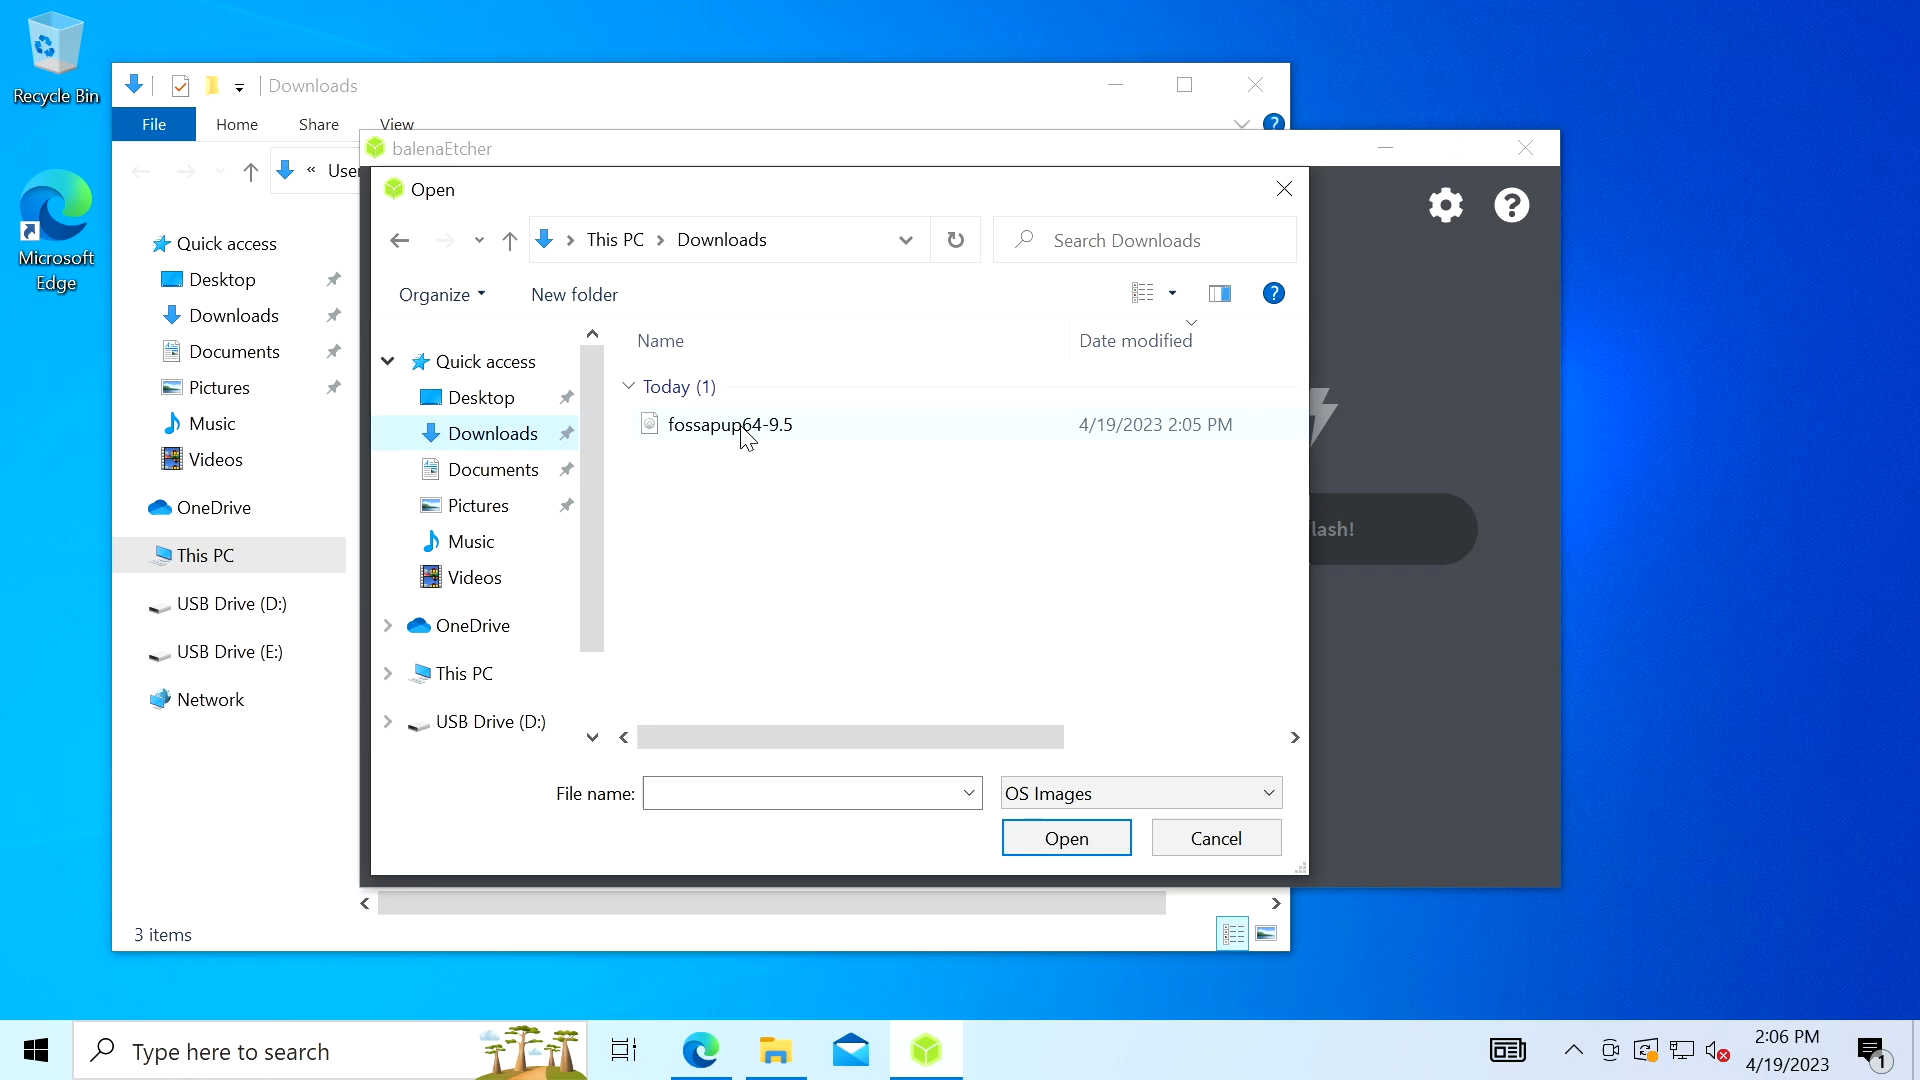 Recycle Bin
Microsoft
Edge
Downloads
File
Home
Share
View
«
Quick access
Desktop
Downloads
Documents
Pictures
Music
Videos
OneDrive
This PC
USB Drive (D:)
USB Drive (E:)
Network
3 items
balenaEtcher
Open
This PC
Downloads
Search Downloads
Organize
New folder
Quick access
Desktop
Downloads
Documents
Pictures
Music
Videos
OneDrive
This PC
USB Drive (D:)
Name
Date modified
Today (1)
fossapup64-9.5
4/19/2023 2:05 PM
File name:
OS Images
Open
Cancel
lash!
Type here to search
2:06 PM
4/19/2023
1